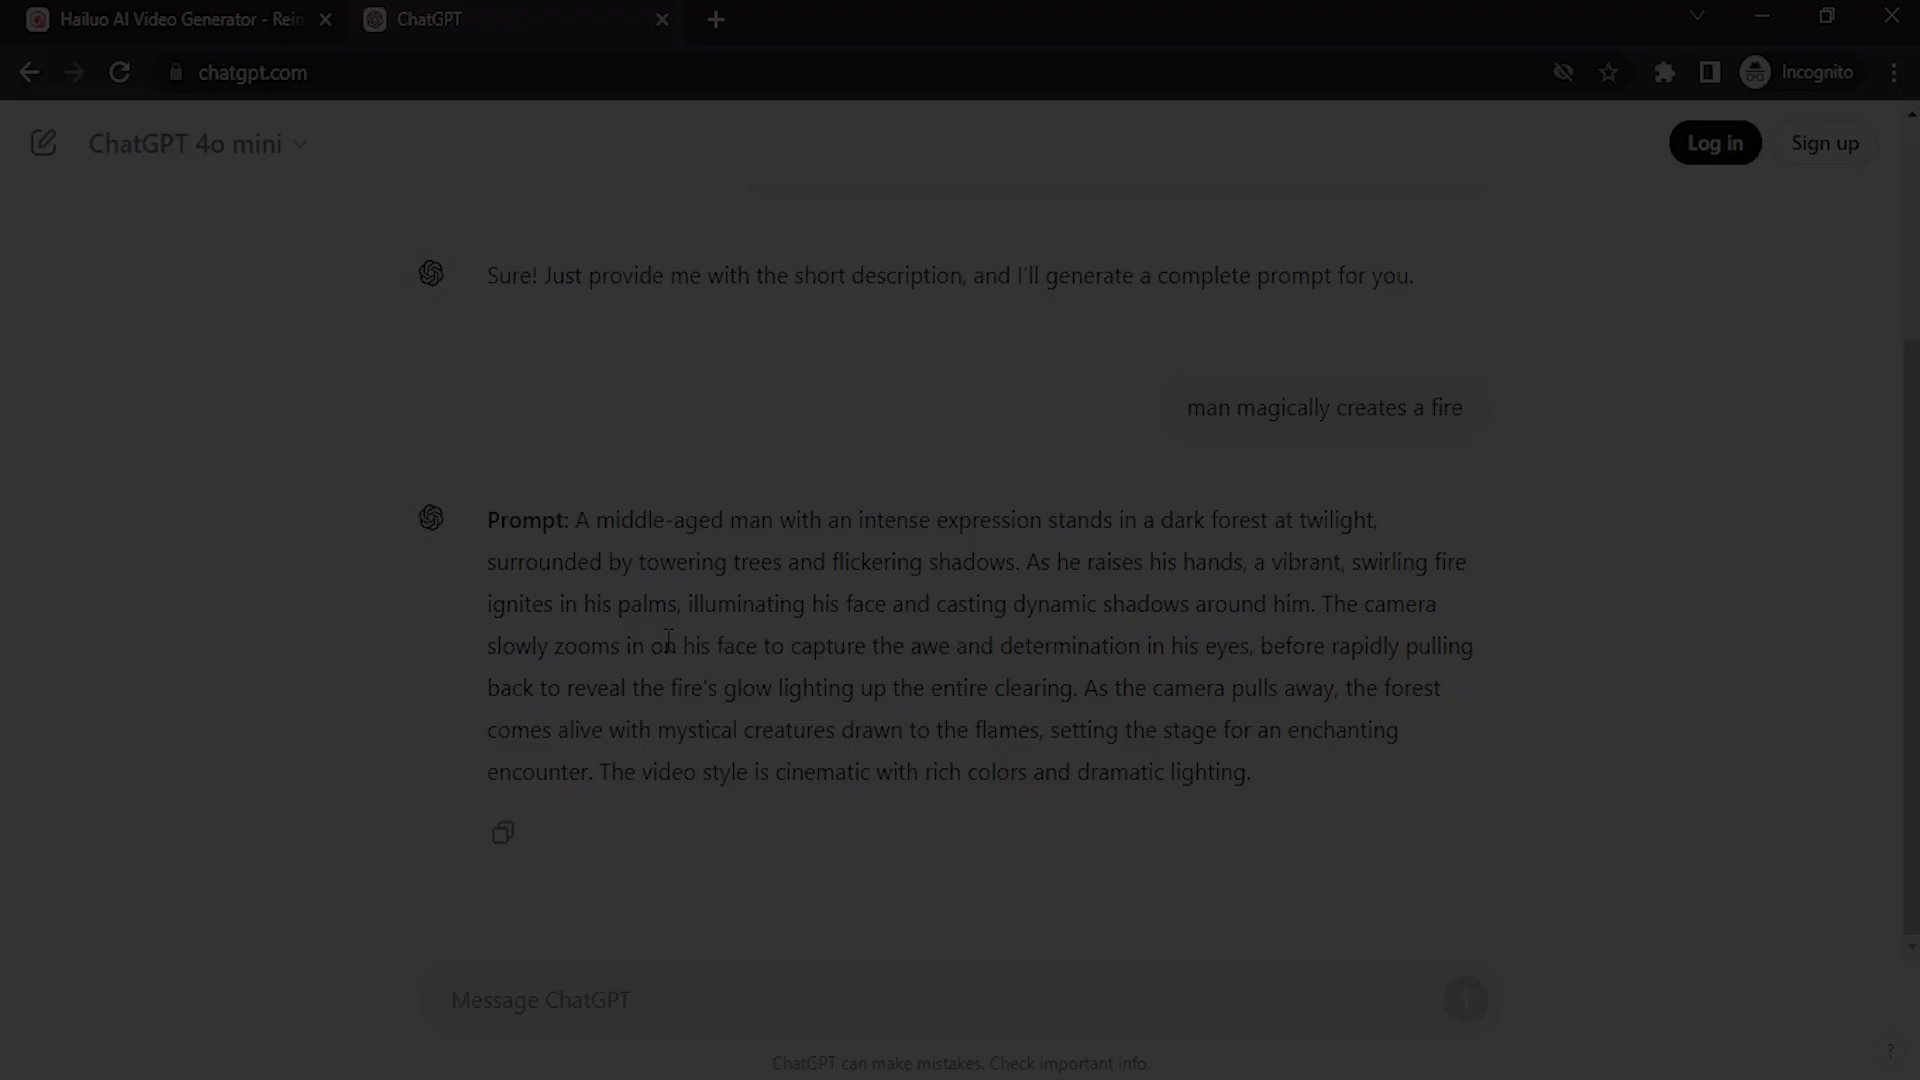 Hailuo AI Video Generator - Rein
ChatGPT
chatgpt.com
Incognito
ChatGPT 4o mini
Log in
Sign up
Sure! Just provide me with the short description, and I'll generate a complete prompt for you.
man magically creates a fire
Prompt: A middle-aged man with an intense expression stands in a dark forest at twilight,
surrounded by towering trees and flickering shadows. As he raises his hands, a vibrant, swirling fire
ignites in his palms, illuminating his face and casting dynamic shadows around him. The camera
slowly zooms in on his face to capture the awe and determination in his eyes, before rapidly pulling
back to reveal the fire's glow lighting up the entire clearing. As the camera pulls away, the forest
comes alive with mystical creatures drawn to the flames, setting the stage for an enchanting
encounter. The video style is cinematic with rich colors and dramatic lighting.
Message ChatGPT
ChatGPT can make mistakes. Check important info.
?